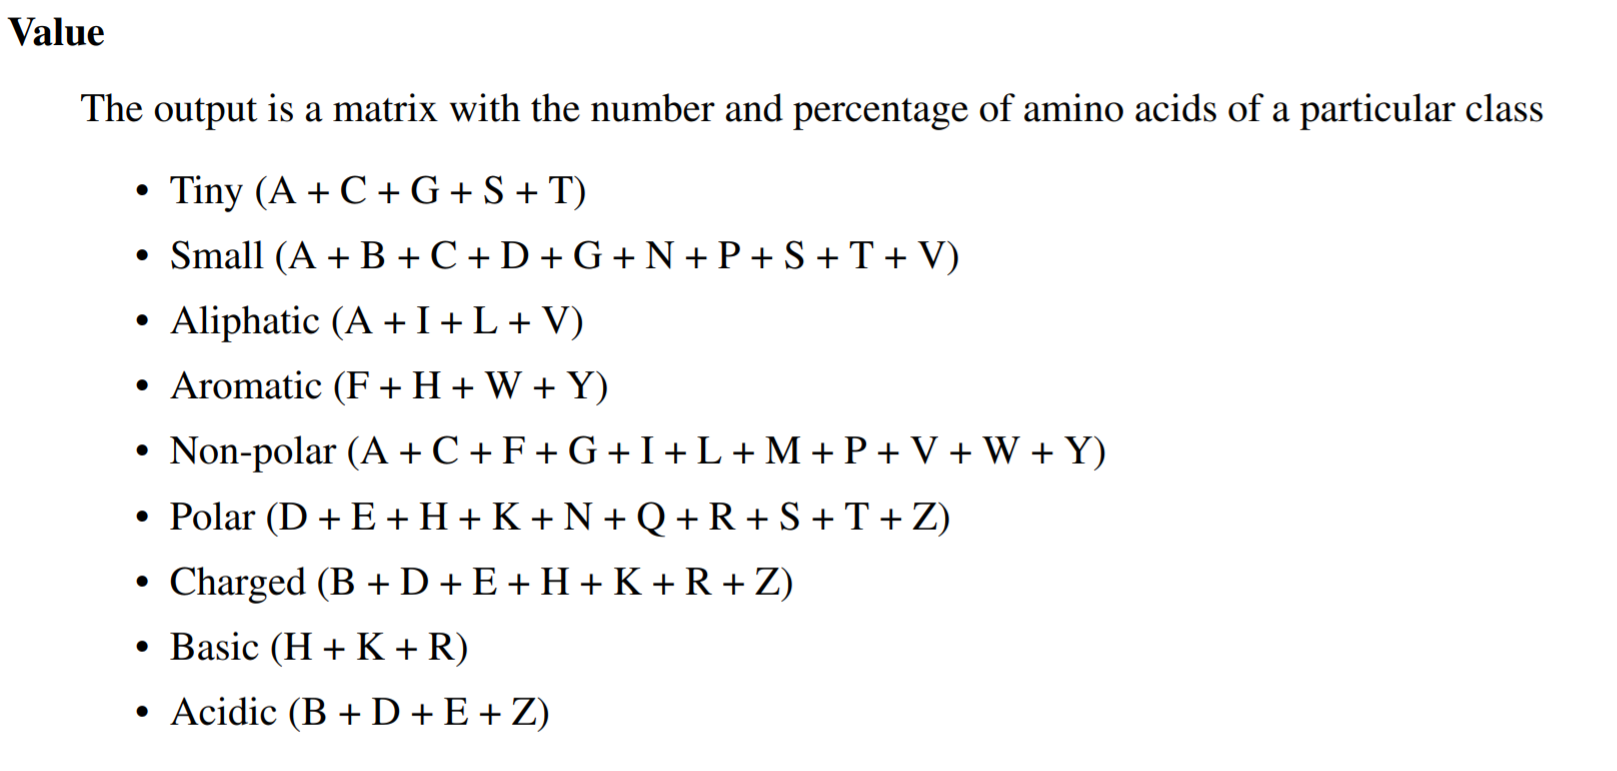 Value
The output is a matrix with the number and percentage of amino acids of a particular class
• Tiny (A + C + G + S + T)
• Small (A + B + C + D + G + N + P + S + T + V)
• Aliphatic (A + I + L + V)
• Aromatic (F + H + W + Y)
• Non-polar (A + C + F + G + I + L + M + P + V + W + Y)
• Polar (D + E + H + K + N + Q + R + S + T + Z)
• Charged (B + D + E + H + K + R + Z)
• Basic (H + K + R)
• Acidic (B + D + E + Z)